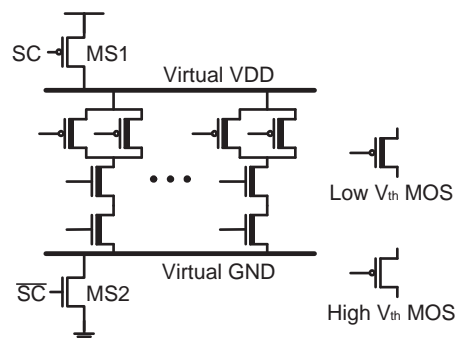 SC
MS1
Virtual VDD
• • •
Low Vth MOS
Virtual GND
SC
MS2
High Vth MOS